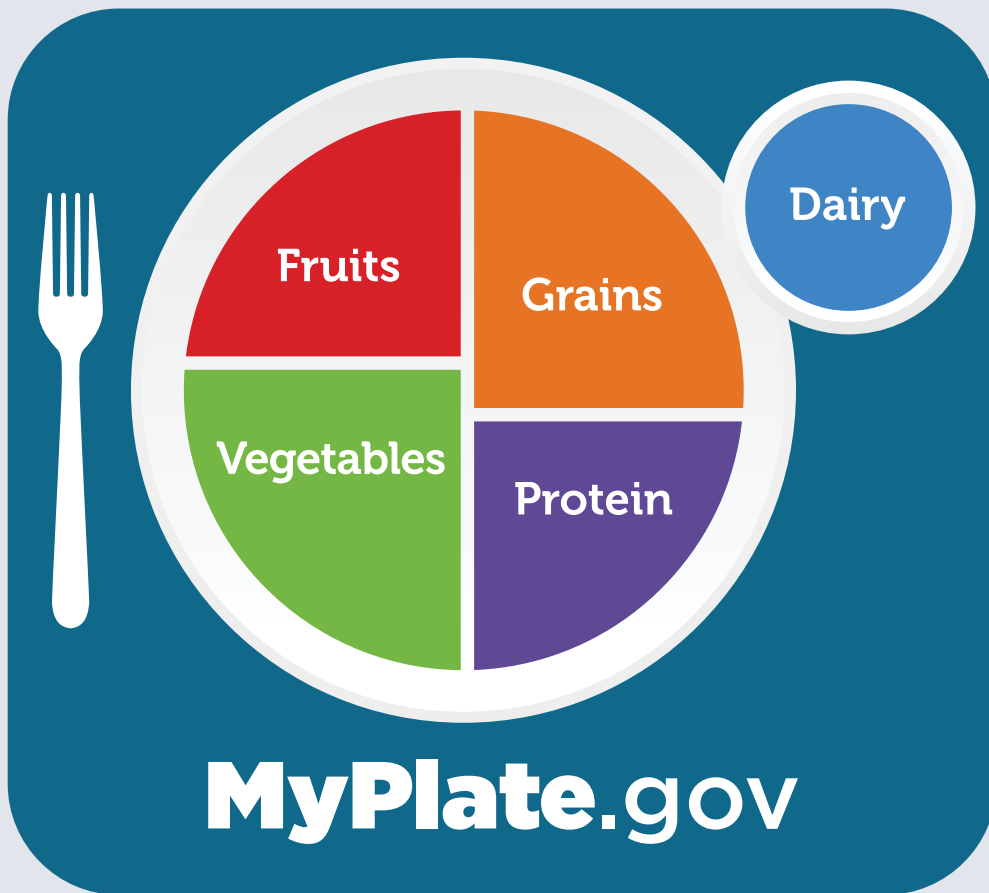 Fruits
Grains
Dairy
Vegetables
Protein
MyPlate.gov